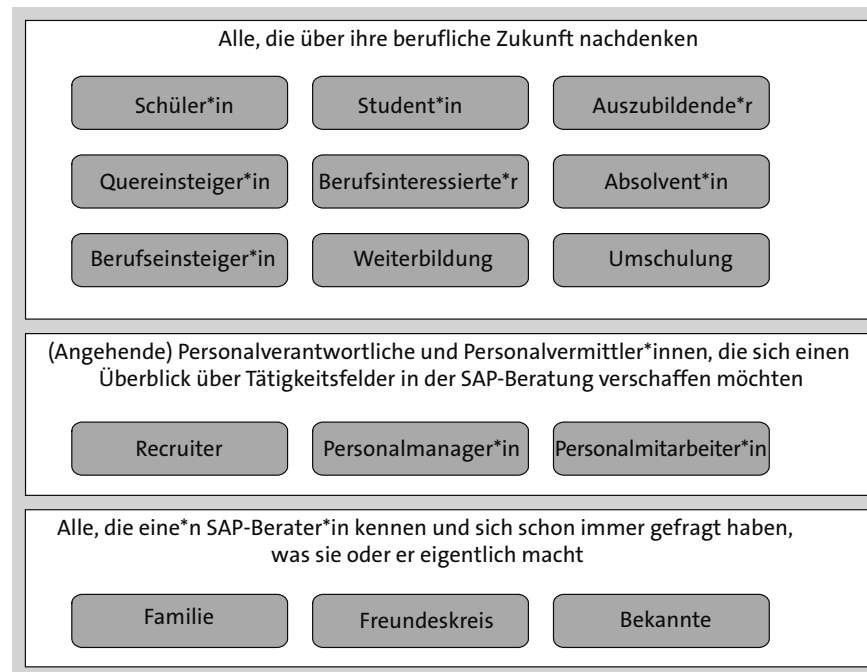 Alle, die über ihre berufliche Zukunft nachdenken
Schüler*in
Student*in
Auszubildende*r
Quereinsteiger*in
Berufsinteressierte*r
Absolvent*in
Berufseinsteiger*in
Weiterbildung
Umschulung
(Angehende) Personalverantwortliche und Personalvermittler*innen, die sich einen
Überblick über Tätigkeitsfelder in der SAP-Beratung verschaffen möchten
Recruiter
Personalmanager*in
Personalmitarbeiter*in
Alle, die eine*n SAP-Berater*in kennen und sich schon immer gefragt haben,
was sie oder er eigentlich macht
Familie
Freundeskreis
Bekannte